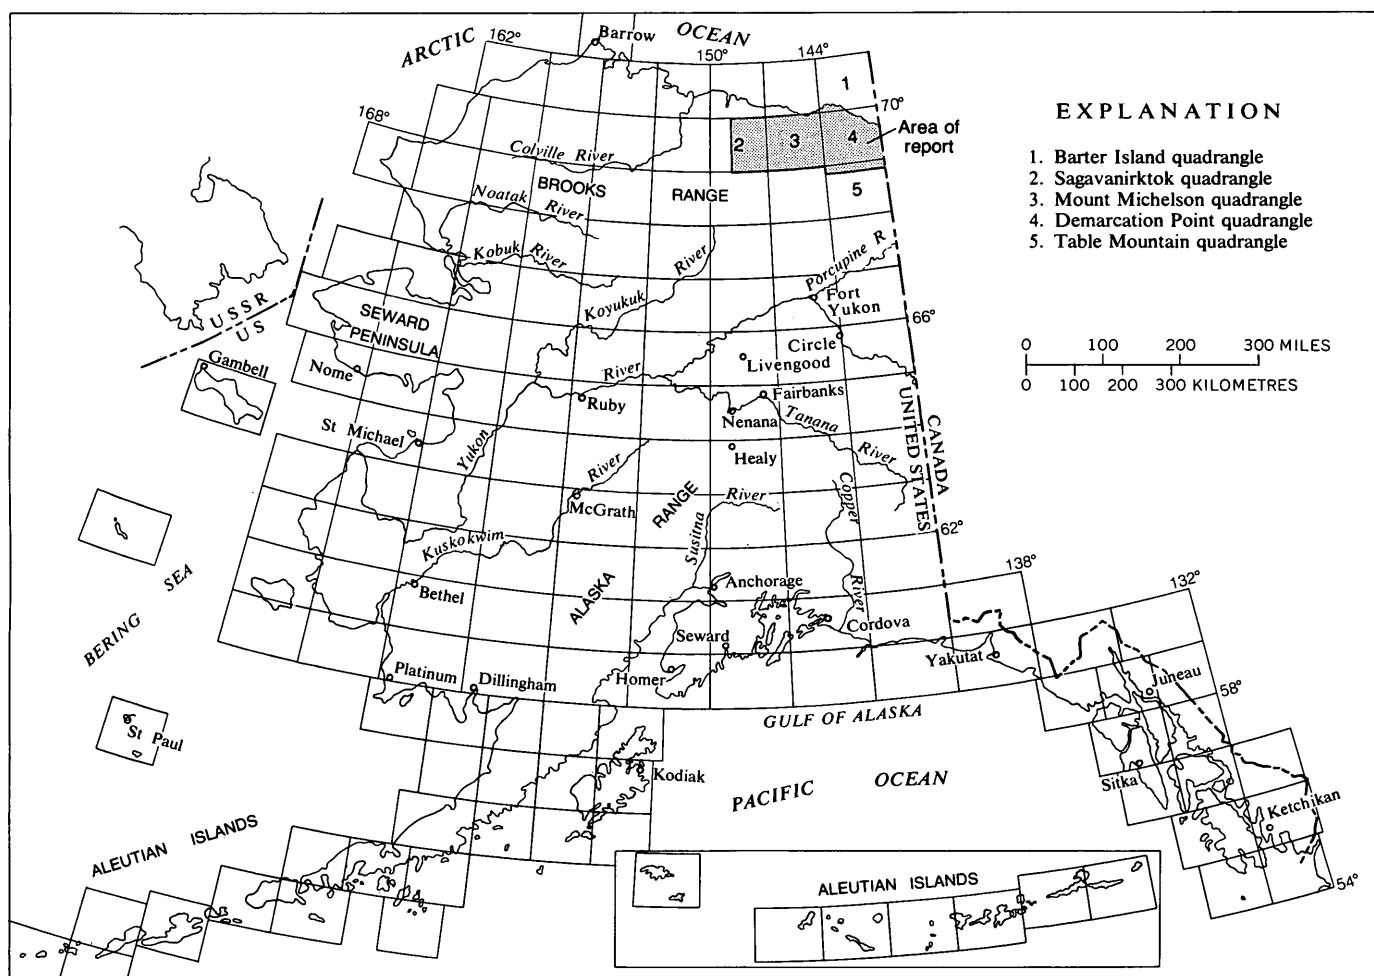 ARCTIC OCEAN
162°
Barrow
150°
144°
1
70°
168°
2
3
4
Area of
report
Colville River
BROOKS RANGE
5
Noatak River
Kobuk River
Koyukuk River
Porcupine R
Fort
Yukon
USSR
US
SEWARD
PENINSULA
66°
Circle
Livengood
Gambell
Nome
River
Ruby
Fairbanks
Nenana
Tanana
River
CANADA
UNITED STATES
St Michael
Yukon
Healy
River
McGrath
RANGE
River
Susitna
Copper
River
Kuskokwim
62°
BERING SEA
Bethel
ALASKA
Anchorage
138°
132°
Seward
Cordova
Yakutat
Platinum
Dillingham
Homer
Juneau
58°
GULF OF ALASKA
St Paul
Kodiak
PACIFIC OCEAN
Sitka
Ketchikan
ALEUTIAN ISLANDS
ALEUTIAN ISLANDS
54°
EXPLANATION
1. Barter Island quadrangle
2. Sagavanirktok quadrangle
3. Mount Michelson quadrangle
4. Demarcation Point quadrangle
5. Table Mountain quadrangle
0 100 200 300 MILES
0 100 200 300 KILOMETRES